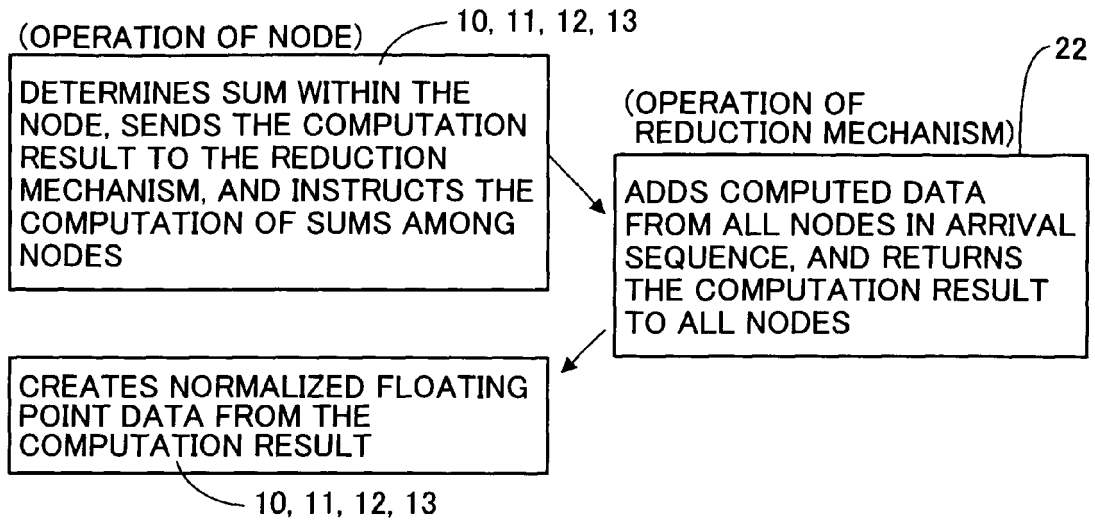 10, 11, 12, 13
(OPERATION OF NODE)
DETERMINES SUM WITHIN THE
NODE, SENDS THE COMPUTATION
RESULT TO THE REDUCTION
MECHANISM, AND INSTRUCTS THE
COMPUTATION OF SUMS AMONG
NODES
22
(OPERATION OF
REDUCTION MECHANISM)
ADDS COMPUTED DATA
FROM ALL NODES IN ARRIVAL
SEQUENCE, AND RETURNS
THE COMPUTATION RESULT
TO ALL NODES
CREATES NORMALIZED FLOATING
POINT DATA FROM THE
COMPUTATION RESULT
10, 11, 12, 13